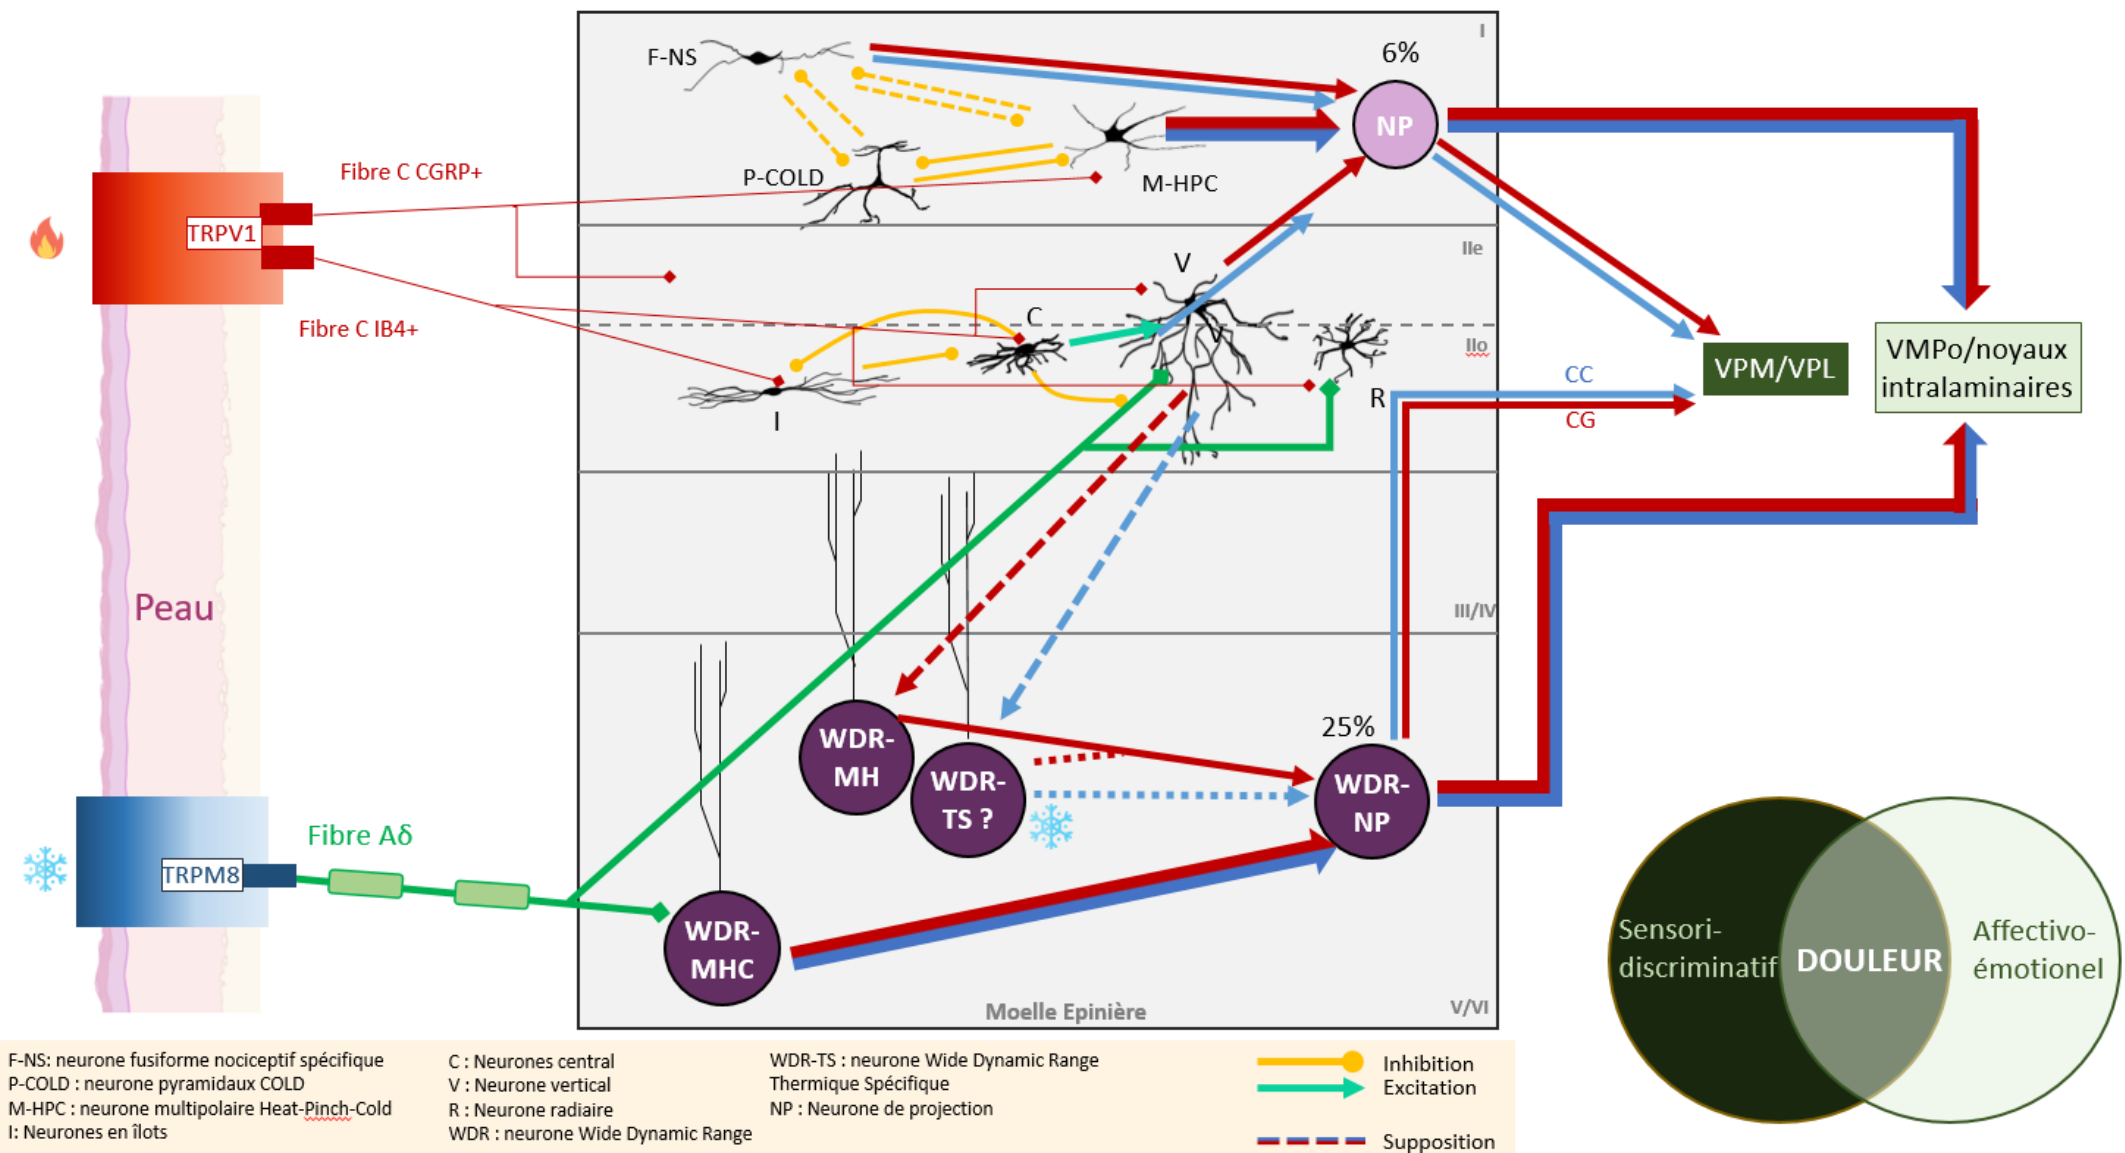 F-NS
6%
I
NP
P-COLD
M-HPC
Fibre C CGRP+
TRPV1
IIe
V
C
Fibre C IB4+
IIo
I
R
CC
CG
VPM/VPL
VMPo/noyaux
intralaminaires
Peau
III/IV
25%
WDR-
MH
WDR-
TS ?
WDR-
NP
Fibre Aδ
TRPM8
WDR-
MHC
Moelle Epinière
V/VI
Sensori-
discriminatif
DOULEUR
Affectivo-
émotionel
F-NS: neurone fusiforme nociceptif spécifique
P-COLD : neurone pyramidaux COLD
M-HPC : neurone multipolaire Heat-Pinch-Cold
I: Neurones en îlots
C : Neurones central
V : Neurone vertical
R : Neurone radiaire
WDR : neurone Wide Dynamic Range
WDR-TS : neurone Wide Dynamic Range
Thermique Spécifique
NP : Neurone de projection
Inhibition
Excitation
Supposition